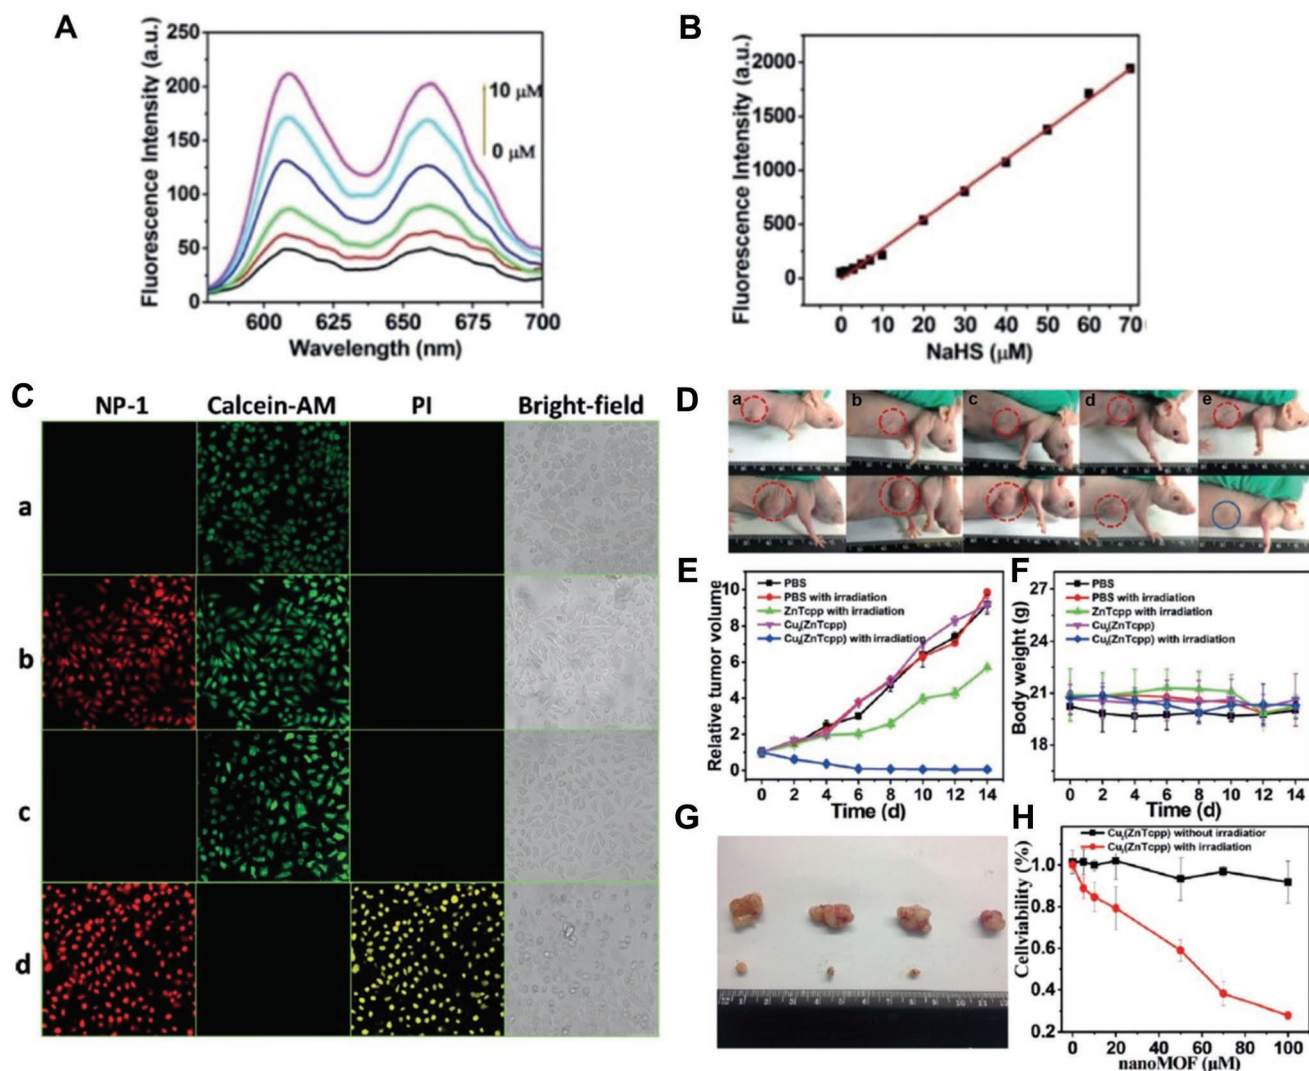 A
250
200
150
100
50
0
Fluorescence Intensity (a.u.)
10 μM
0 μM
600 625 650 675 700
Wavelength (nm)
B
2000
1500
1000
500
0
Fluorescence Intensity (a.u.)
0 10 20 30 40 50 60 70
NaHS (μM)
C
NP-1 Calcein-AM PI Bright-field
a
b
c
d
D
a b c d e
E
10
8
6
4
2
0
Relative tumor volume
PBS
PBS with irradiation
ZnTcpp with irradiation
Cu2(ZnTcpp)
Cu2(ZnTcpp) with irradiation
0 2 4 6 8 10 12 14
Time (d)
F
27
24
21
18
Body weight (g)
PBS
PBS with irradiation
ZnTcpp with irradiation
Cu2(ZnTcpp)
Cu2(ZnTcpp) with irradiation
0 2 4 6 8 10 12 14
Time (d)
G
H
1.0
0.8
0.6
0.4
0.2
Cellviability (%)
Cu2(ZnTcpp) without irradiatior
Cu2(ZnTcpp) with irradiation
0 20 40 60 80 100
nanoMOF (μM)